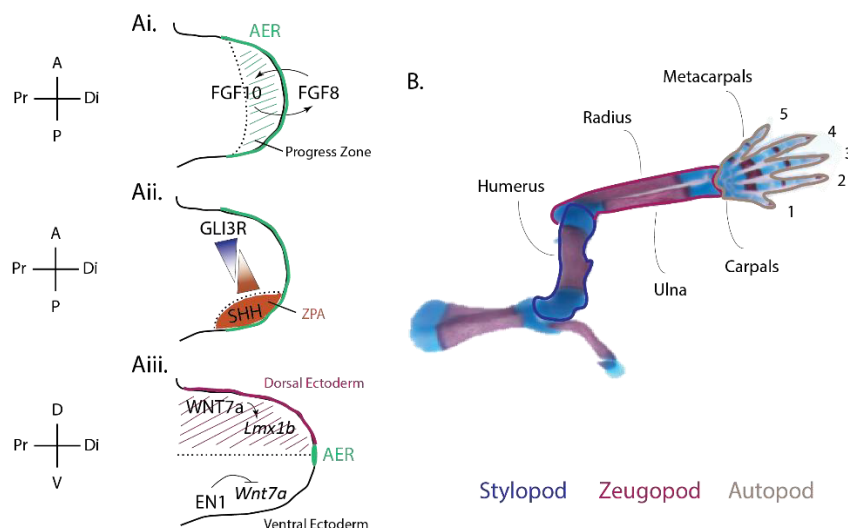 Ai.
AER
A
Pr
Di
P
FGF10
FGF8
Progress Zone
Aii.
GLI3R
A
Pr
Di
P
SHH
ZPA
Aiii.
Dorsal Ectoderm
D
Pr
Di
V
WNT7a
Lmx1b
AER
EN1
Wnt7a
Ventral Ectoderm
B.
Metacarpals
Radius
Humerus
5
4
3
2
1
Carpals
Ulna
Stylopod
Zeugopod
Autopod